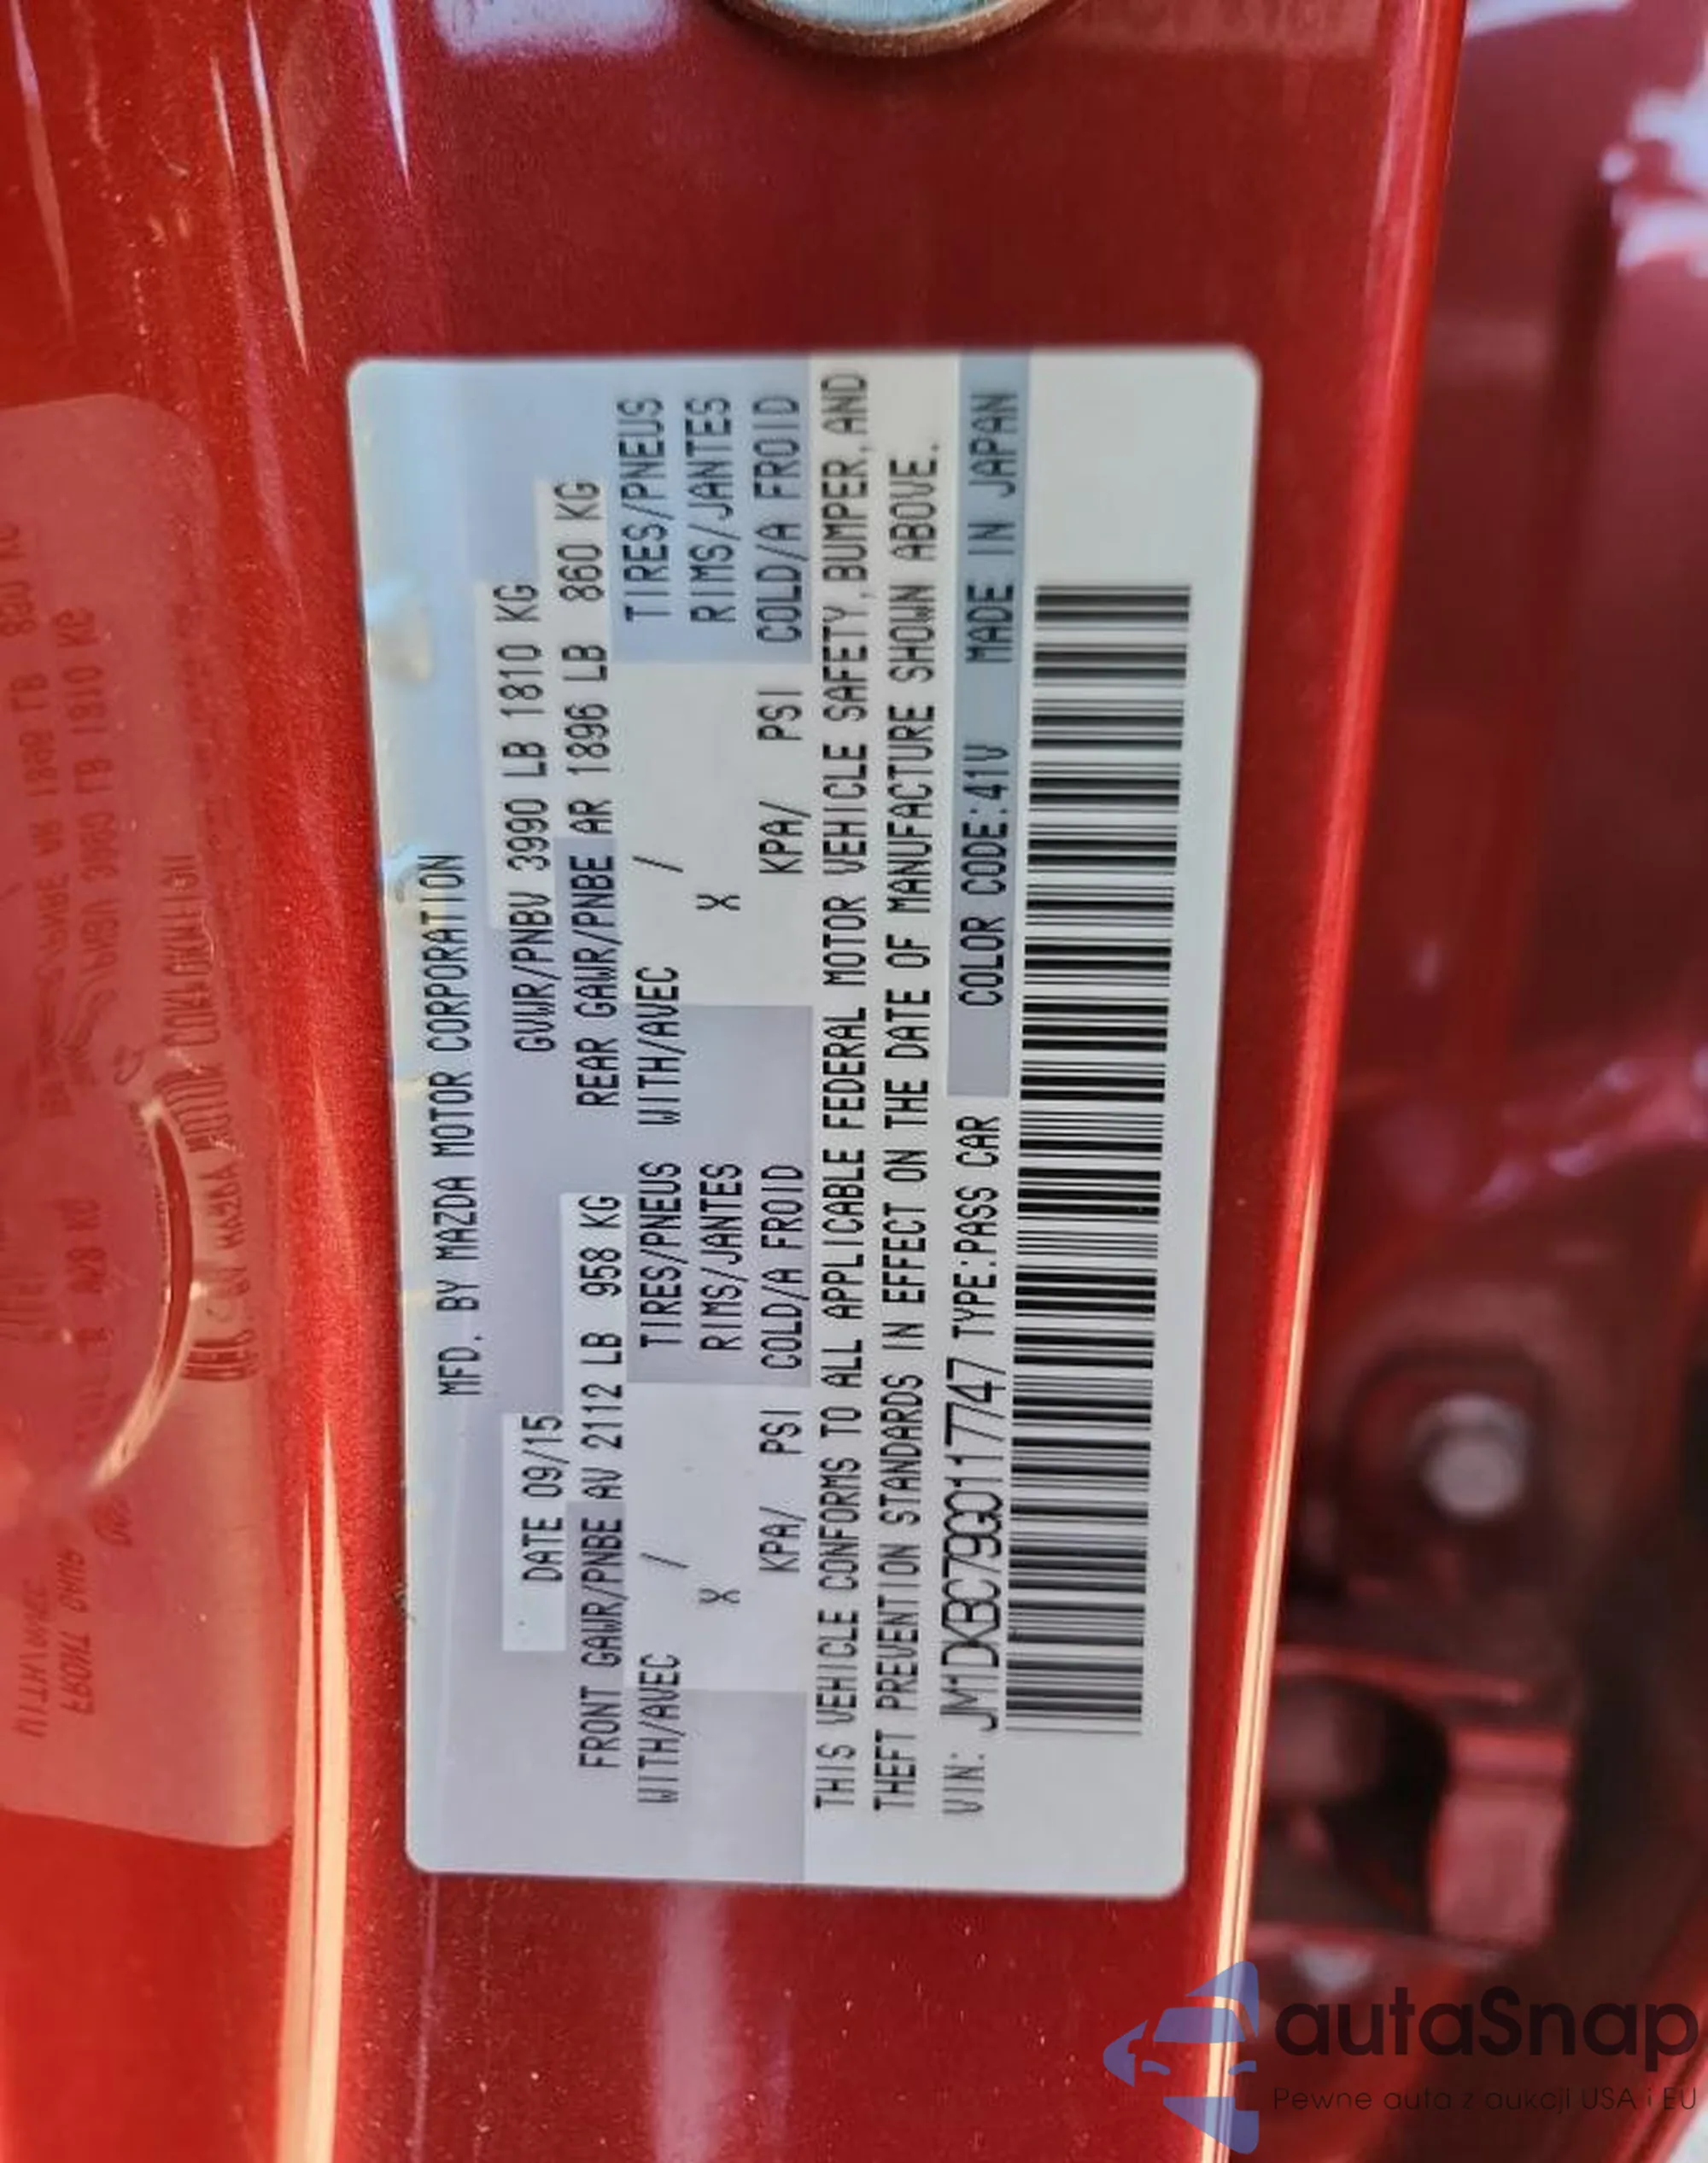 MFD. BY MAZDA MOTOR CORPORATION
DATE 09/15 GVWR/PNBV 3990 LB 1810 KG
FRONT GAWR/PNBE AV 2112 LB 958 KG REAR GAWR/PNBE AR 1896 LB 860 KG
WITH/AVEC / TIRES/PNEUS WITH/AVEC / TIRES/PNEUS
X RIMS/JANTES X RIMS/JANTES
KPA/ PSI COLD/A FROID KPA/ PSI COLD/A FROID
THIS VEHICLE CONFORMS TO ALL APPLICABLE FEDERAL MOTOR VEHICLE SAFETY, BUMPER, AND
THEFT PREVENTION STANDARDS IN EFFECT ON THE DATE OF MANUFACTURE SHOWN ABOVE.
VIN: JM1DKBC79G0117747 TYPE:PASS CAR COLOR CODE:41V MADE IN JAPAN
autaSnap
Pewne auta z aukcji USA i EU